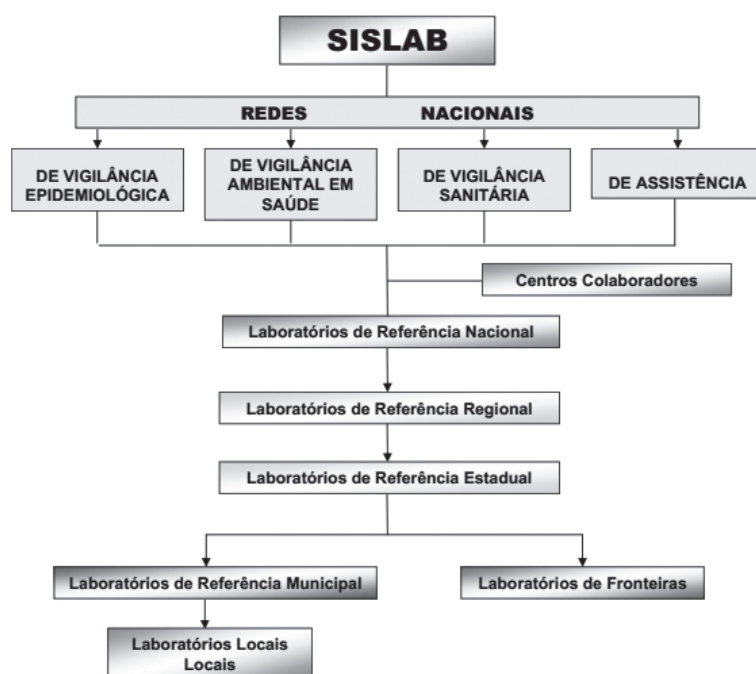 SISLAB
REDES NACIONAIS
DE VIGILÂNCIA
EPIDEMIOLÓGICA
DE VIGILÂNCIA
AMBIENTAL EM
SAÚDE
DE VIGILÂNCIA
SANITÁRIA
DE ASSISTÊNCIA
Centros Colaboradores
Laboratórios de Referência Nacional
Laboratórios de Referência Regional
Laboratórios de Referência Estadual
Laboratórios de Referência Municipal
Laboratórios de Fronteiras
Laboratórios Locais
Locais